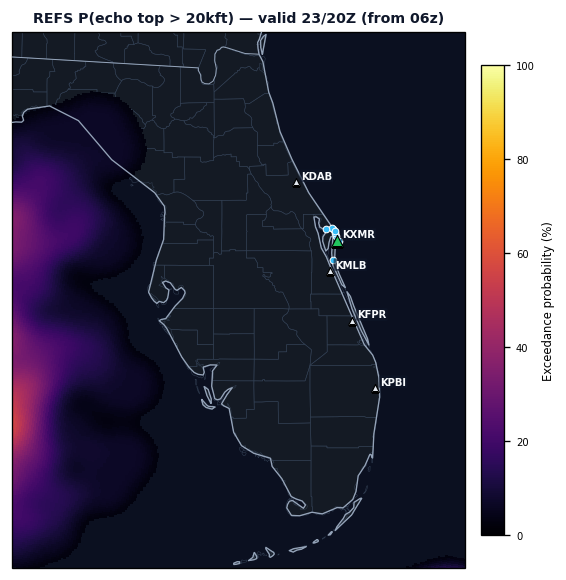 REFS P(echo top > 20kft) — valid 23/20Z (from 06z)
KDAB
KXMR
KMLB
KFPR
KPBI
100
80
60
40
20
0
Exceedance probability (%)